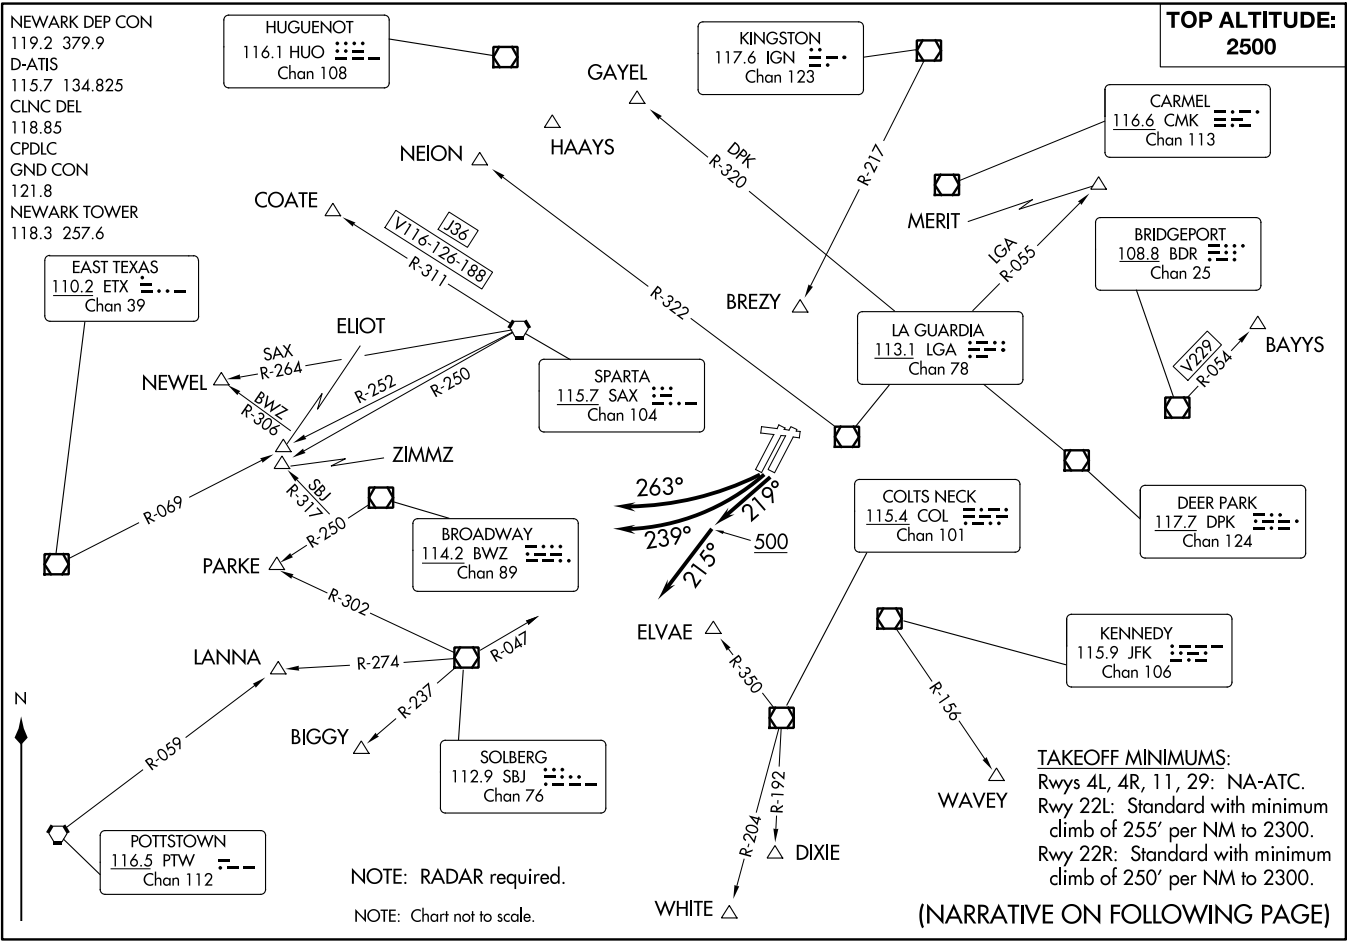 NEWARK DEP CON
119.2 379.9
D-ATIS
115.7 134.825
CLNC DEL
118.85
CPDLC
GND CON
121.8
NEWARK TOWER
118.3 257.6
HUGUENOT
116.1 HUO
Chan 108
KINGSTON
117.6 IGN
Chan 123
TOP ALTITUDE:
2500
CARMEL
116.6 CMK
Chan 113
GAYEL
HAAYS
NEION
COATE
J36
V116-126-188
R-311
DPK
R-320
R-217
MERIT
LGA
R-055
BRIDGEPORT
108.8 BDR
Chan 25
EAST TEXAS
110.2 ETX
Chan 39
R-322
BREZY
LA GUARDIA
113.1 LGA
Chan 78
V229
R-054
BAYYS
ELIOT
SAX
R-264
NEWEL
BWZ
R-306
R-252
R-250
SPARTA
115.7 SAX
Chan 104
ZIMMZ
SBJ
R-317
R-069
R-250
BROADWAY
114.2 BWZ
Chan 89
263°
239°
219°
215°
500
COLTS NECK
115.4 COL
Chan 101
DEER PARK
117.7 DPK
Chan 124
PARKE
R-302
R-047
LANNA
R-274
R-237
BIGGY
R-059
ELVAE
R-350
KENNEDY
115.9 JFK
Chan 106
R-156
WAVEY
N
SOLBERG
112.9 SBJ
Chan 76
R-192
R-204
DIXIE
WHITE
POTTSTOWN
116.5 PTW
Chan 112
NOTE: RADAR required.
NOTE: Chart not to scale.
TAKEOFF MINIMUMS:
Rwys 4L, 4R, 11, 29: NA-ATC.
Rwy 22L: Standard with minimum
climb of 255' per NM to 2300.
Rwy 22R: Standard with minimum
climb of 250' per NM to 2300.
(NARRATIVE ON FOLLOWING PAGE)